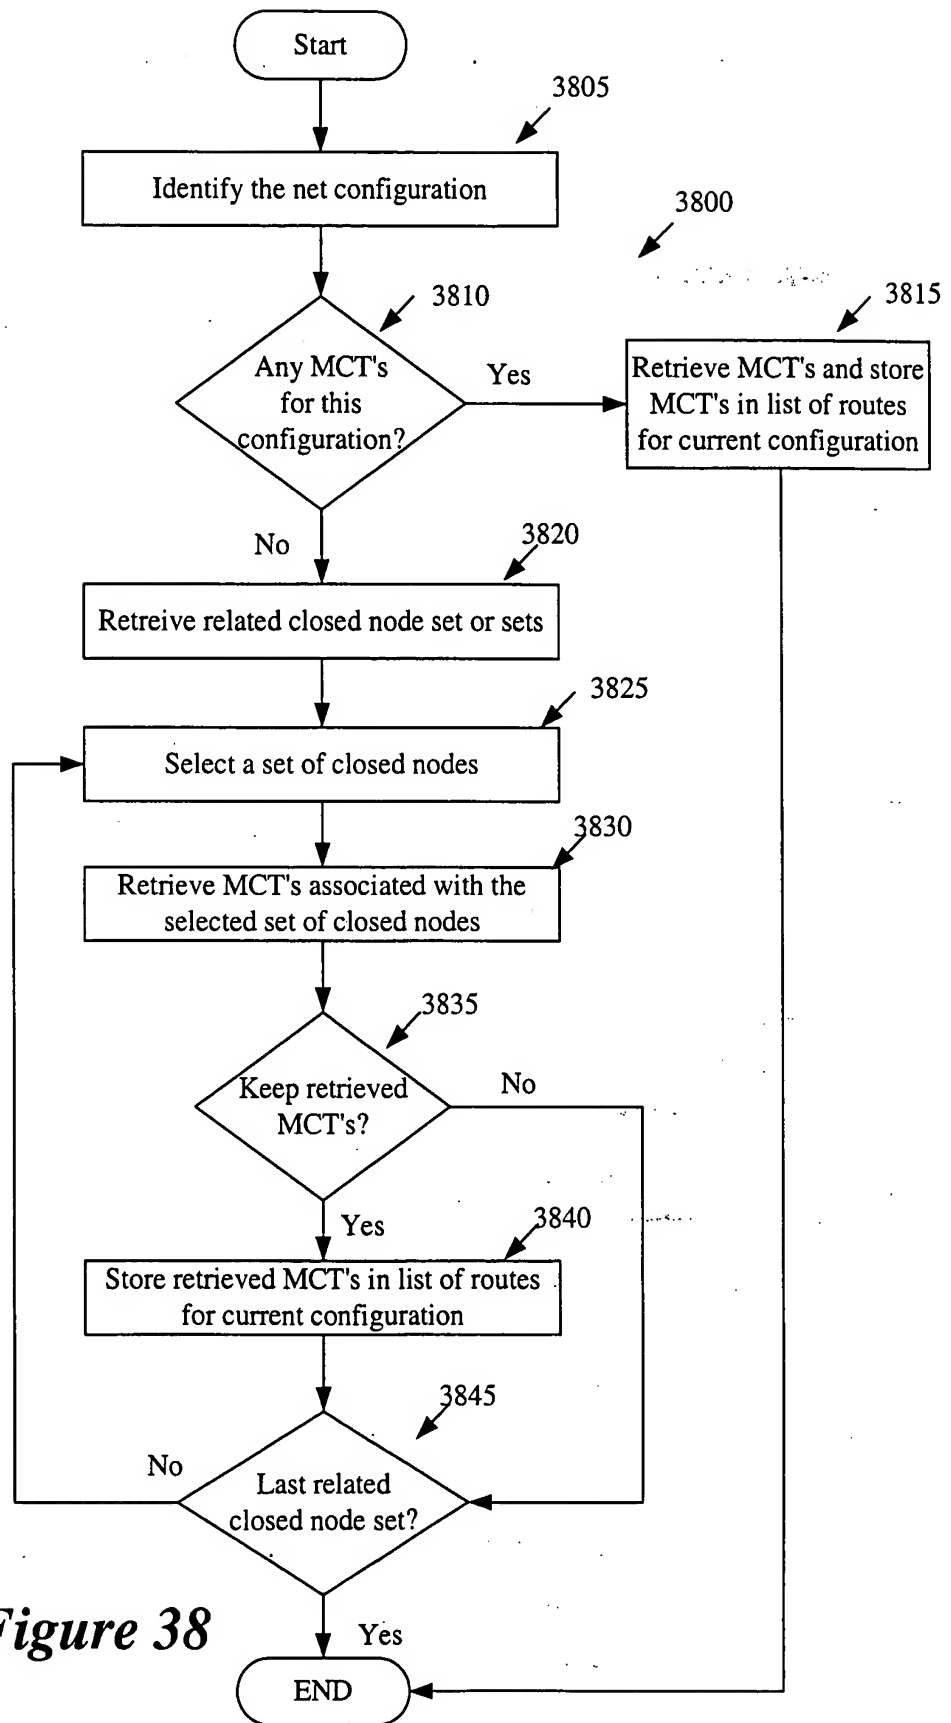 Start
3805
Identify the net configuration
3800
3810
3815
Any MCT's
for this
configuration?
Yes
Retrieve MCT's and store
MCT's in list of routes
for current configuration
No
3820
Retreive related closed node set or sets
3825
Select a set of closed nodes
3830
Retrieve MCT's associated with the
selected set of closed nodes
3835
Keep retrieved
MCT's?
No
Yes
3840
Store retrieved MCT's in list of routes
for current configuration
3845
No
Last related
closed node set?
Figure 38
Yes
END